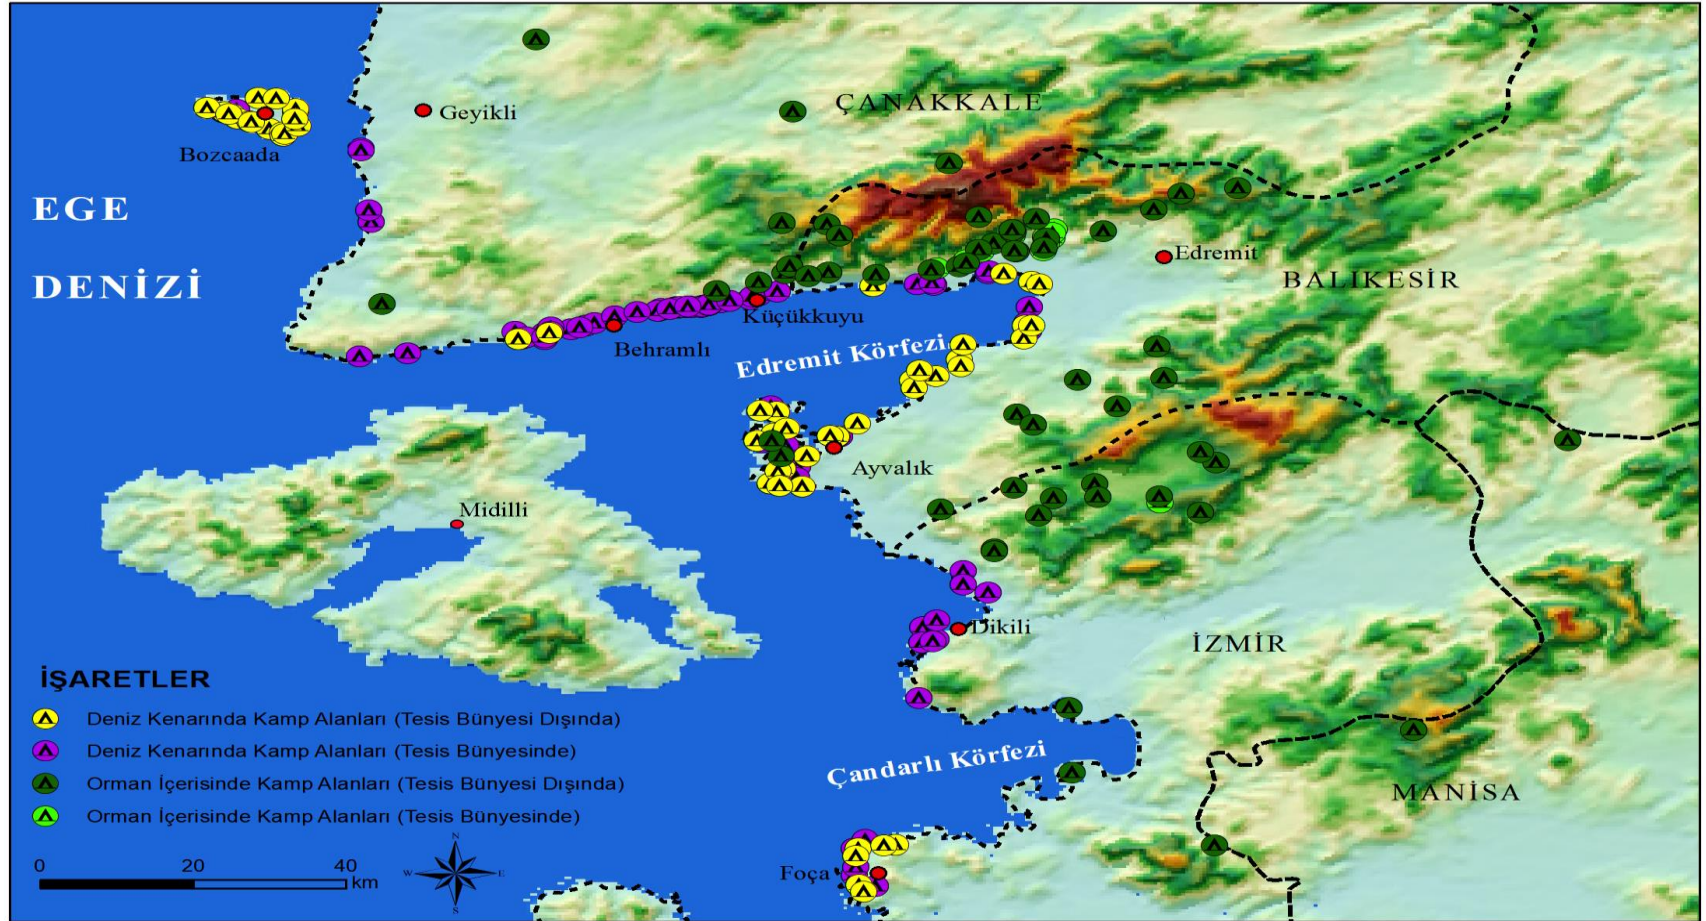 ÇANAKKALE
Geyikli
Bozcaada
EGE
DENİZİ
Edremit
BALIKESİR
Küçükkuyu
Behramlı
Edremit Körfezi
Ayvalık
Midilli
Dikili
İZMİR
Çandarlı Körfezi
MANİSA
Foça
İŞARETLER
Deniz Kenarında Kamp Alanları (Tesis Bünyesi Dışında)
Deniz Kenarında Kamp Alanları (Tesis Bünyesinde)
Orman İçerisinde Kamp Alanları (Tesis Bünyesi Dışında)
Orman İçerisinde Kamp Alanları (Tesis Bünyesinde)
0 20 40
km
N
W E
S